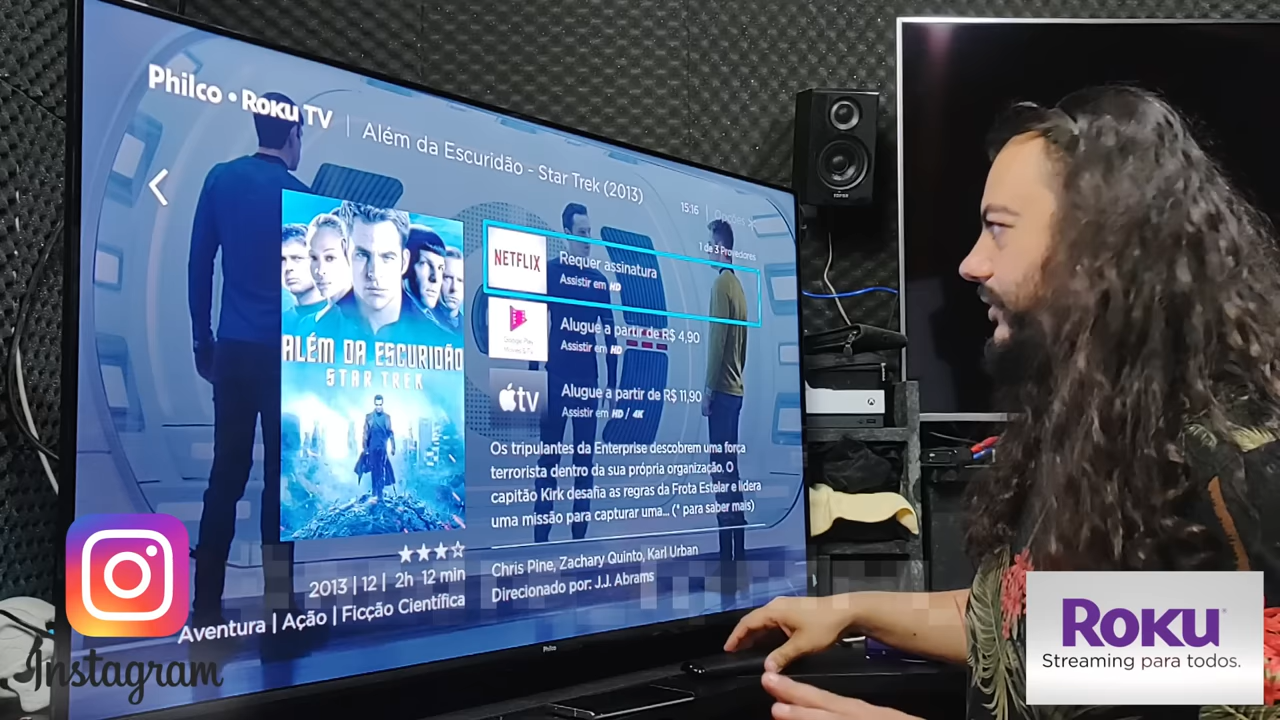 Philco • Roku TV | Além da Escuridão - Star Trek (2013)
15:16 | Opções
1 de 3 Provedores
NETFLIX
Requer assinatura
Assistir em HD
Alugue a partir de R$ 4,90
Assistir em HD
tv
Alugue a partir de R$ 11,90
Assistir em HD / 4K
ALÉM DA ESCURIDÃO
STAR TREK
Os tripulantes da Enterprise descobrem uma força
terrorista dentro da sua própria organização. O
capitão Kirk desafia as regras da Frota Estelar e lidera
uma missão para capturar uma... (* para saber mais)
2013 | 12 | 2h 12 min
Aventura | Ação | Ficção Científica
Chris Pine, Zachary Quinto, Karl Urban
Direcionado por: J.J. Abrams
Philco
Instagram
Roku
Streaming para todos.